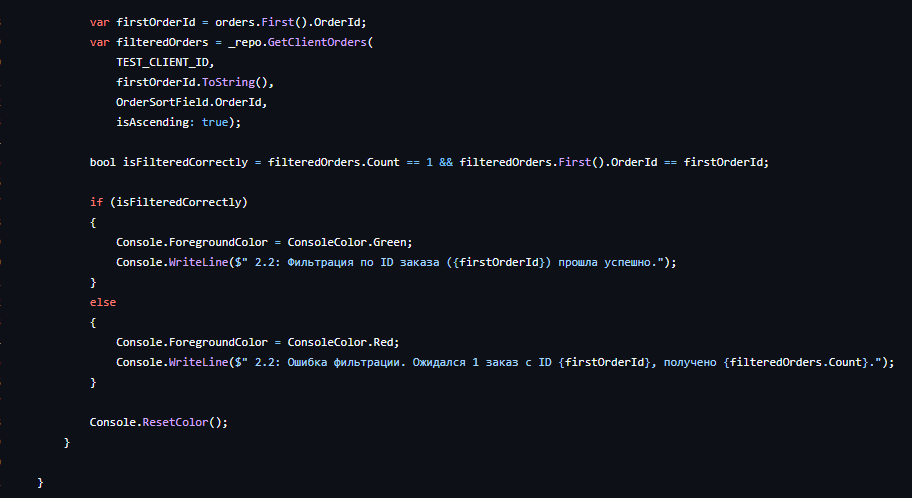 var firstOrderId = orders.First().OrderId;
var filteredOrders = _repo.GetClientOrders(
TEST_CLIENT_ID,
firstOrderId.ToString(),
OrderSortField.OrderId,
isAscending: true);
bool isFilteredCorrectly = filteredOrders.Count == 1 && filteredOrders.First().OrderId == firstOrderId;
if (isFilteredCorrectly)
{
Console.ForegroundColor = ConsoleColor.Green;
Console.WriteLine($" 2.2: Фильтрация по ID заказа ({firstOrderId}) прошла успешно.");
}
else
{
Console.ForegroundColor = ConsoleColor.Red;
Console.WriteLine($" 2.2: Ошибка фильтрации. Ожидался 1 заказ с ID {firstOrderId}, получено {filteredOrders.Count}.");
}
Console.ResetColor();
}
}